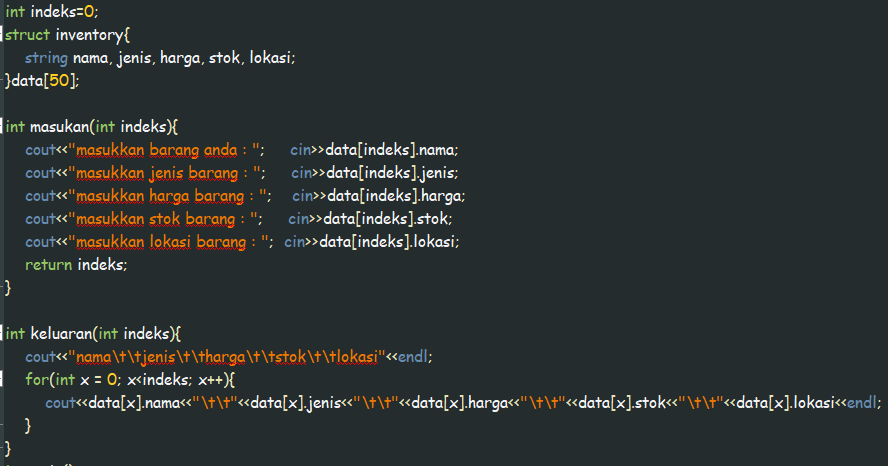 int indeks=0;
struct inventory{
string nama, jenis, harga, stok, lokasi;
}data[50];
int masukan(int indeks){
cout<<"masukkan barang anda : "; cin>>data[indeks].nama;
cout<<"masukkan jenis barang : "; cin>>data[indeks].jenis;
cout<<"masukkan harga barang : "; cin>>data[indeks].harga;
cout<<"masukkan stok barang : "; cin>>data[indeks].stok;
cout<<"masukkan lokasi barang : "; cin>>data[indeks].lokasi;
return indeks;
}
int keluaran(int indeks){
cout<<"nama\t\tjenis\t\tharga\t\tstok\t\tlokasi"<<endl;
for(int x = 0; x<indeks; x++){
cout<<data[x].nama<<"\t\t"<<data[x].jenis<<"\t\t"<<data[x].harga<<"\t\t"<<data[x].stok<<"\t\t"<<data[x].lokasi<<endl;
}
}